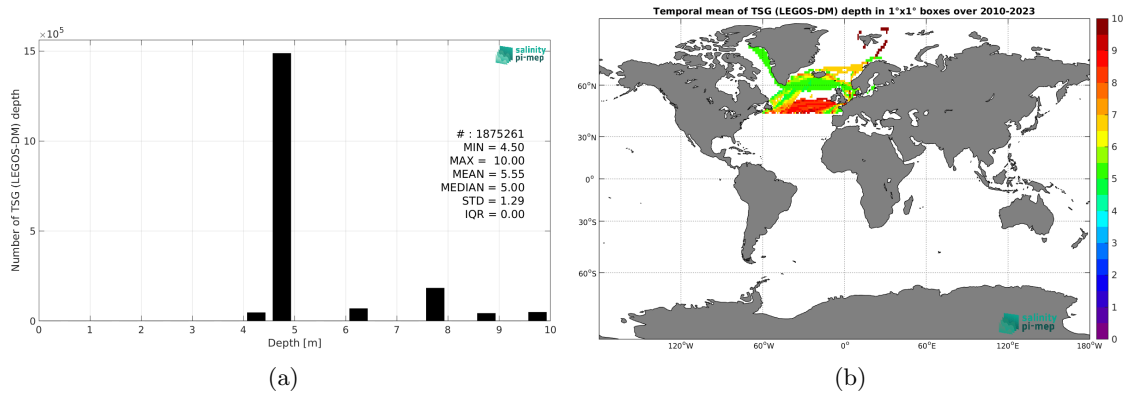 ×10⁵
15
10
5
0
Number of TSG (LEGOS-DM) depth
salinity
pi-mep
# : 1875261
MIN = 4.50
MAX = 10.00
MEAN = 5.55
MEDIAN = 5.00
STD = 1.29
IQR = 0.00
0 1 2 3 4 5 6 7 8 9 10
Depth [m]
(a)
Temporal mean of TSG (LEGOS-DM) depth in 1°x1° boxes over 2010-2023
60°N
30°N
0°
30°S
60°S
120°W 60°W 0° 60°E 120°E 180°W
salinity
pi-mep
10
9
8
7
6
5
4
3
2
1
0
(b)